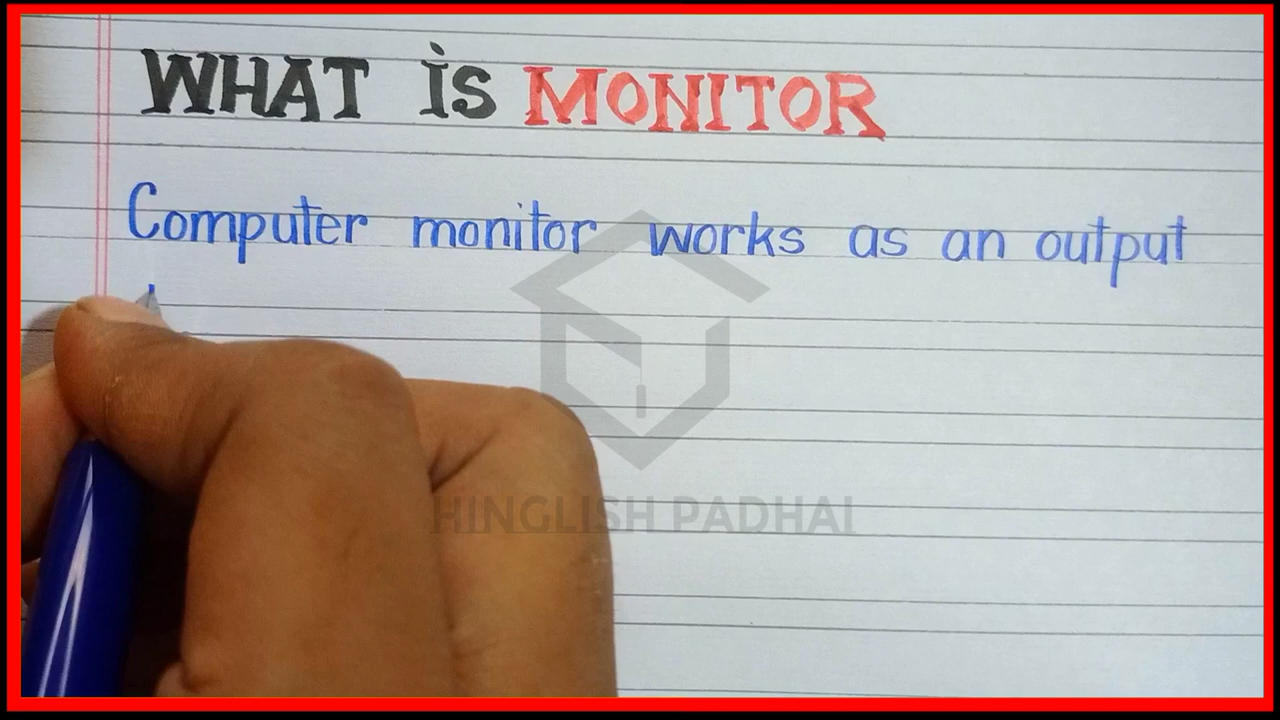 WHAT iS MONITOR
Computer monitor works as an output
HINGLISH PADHAI